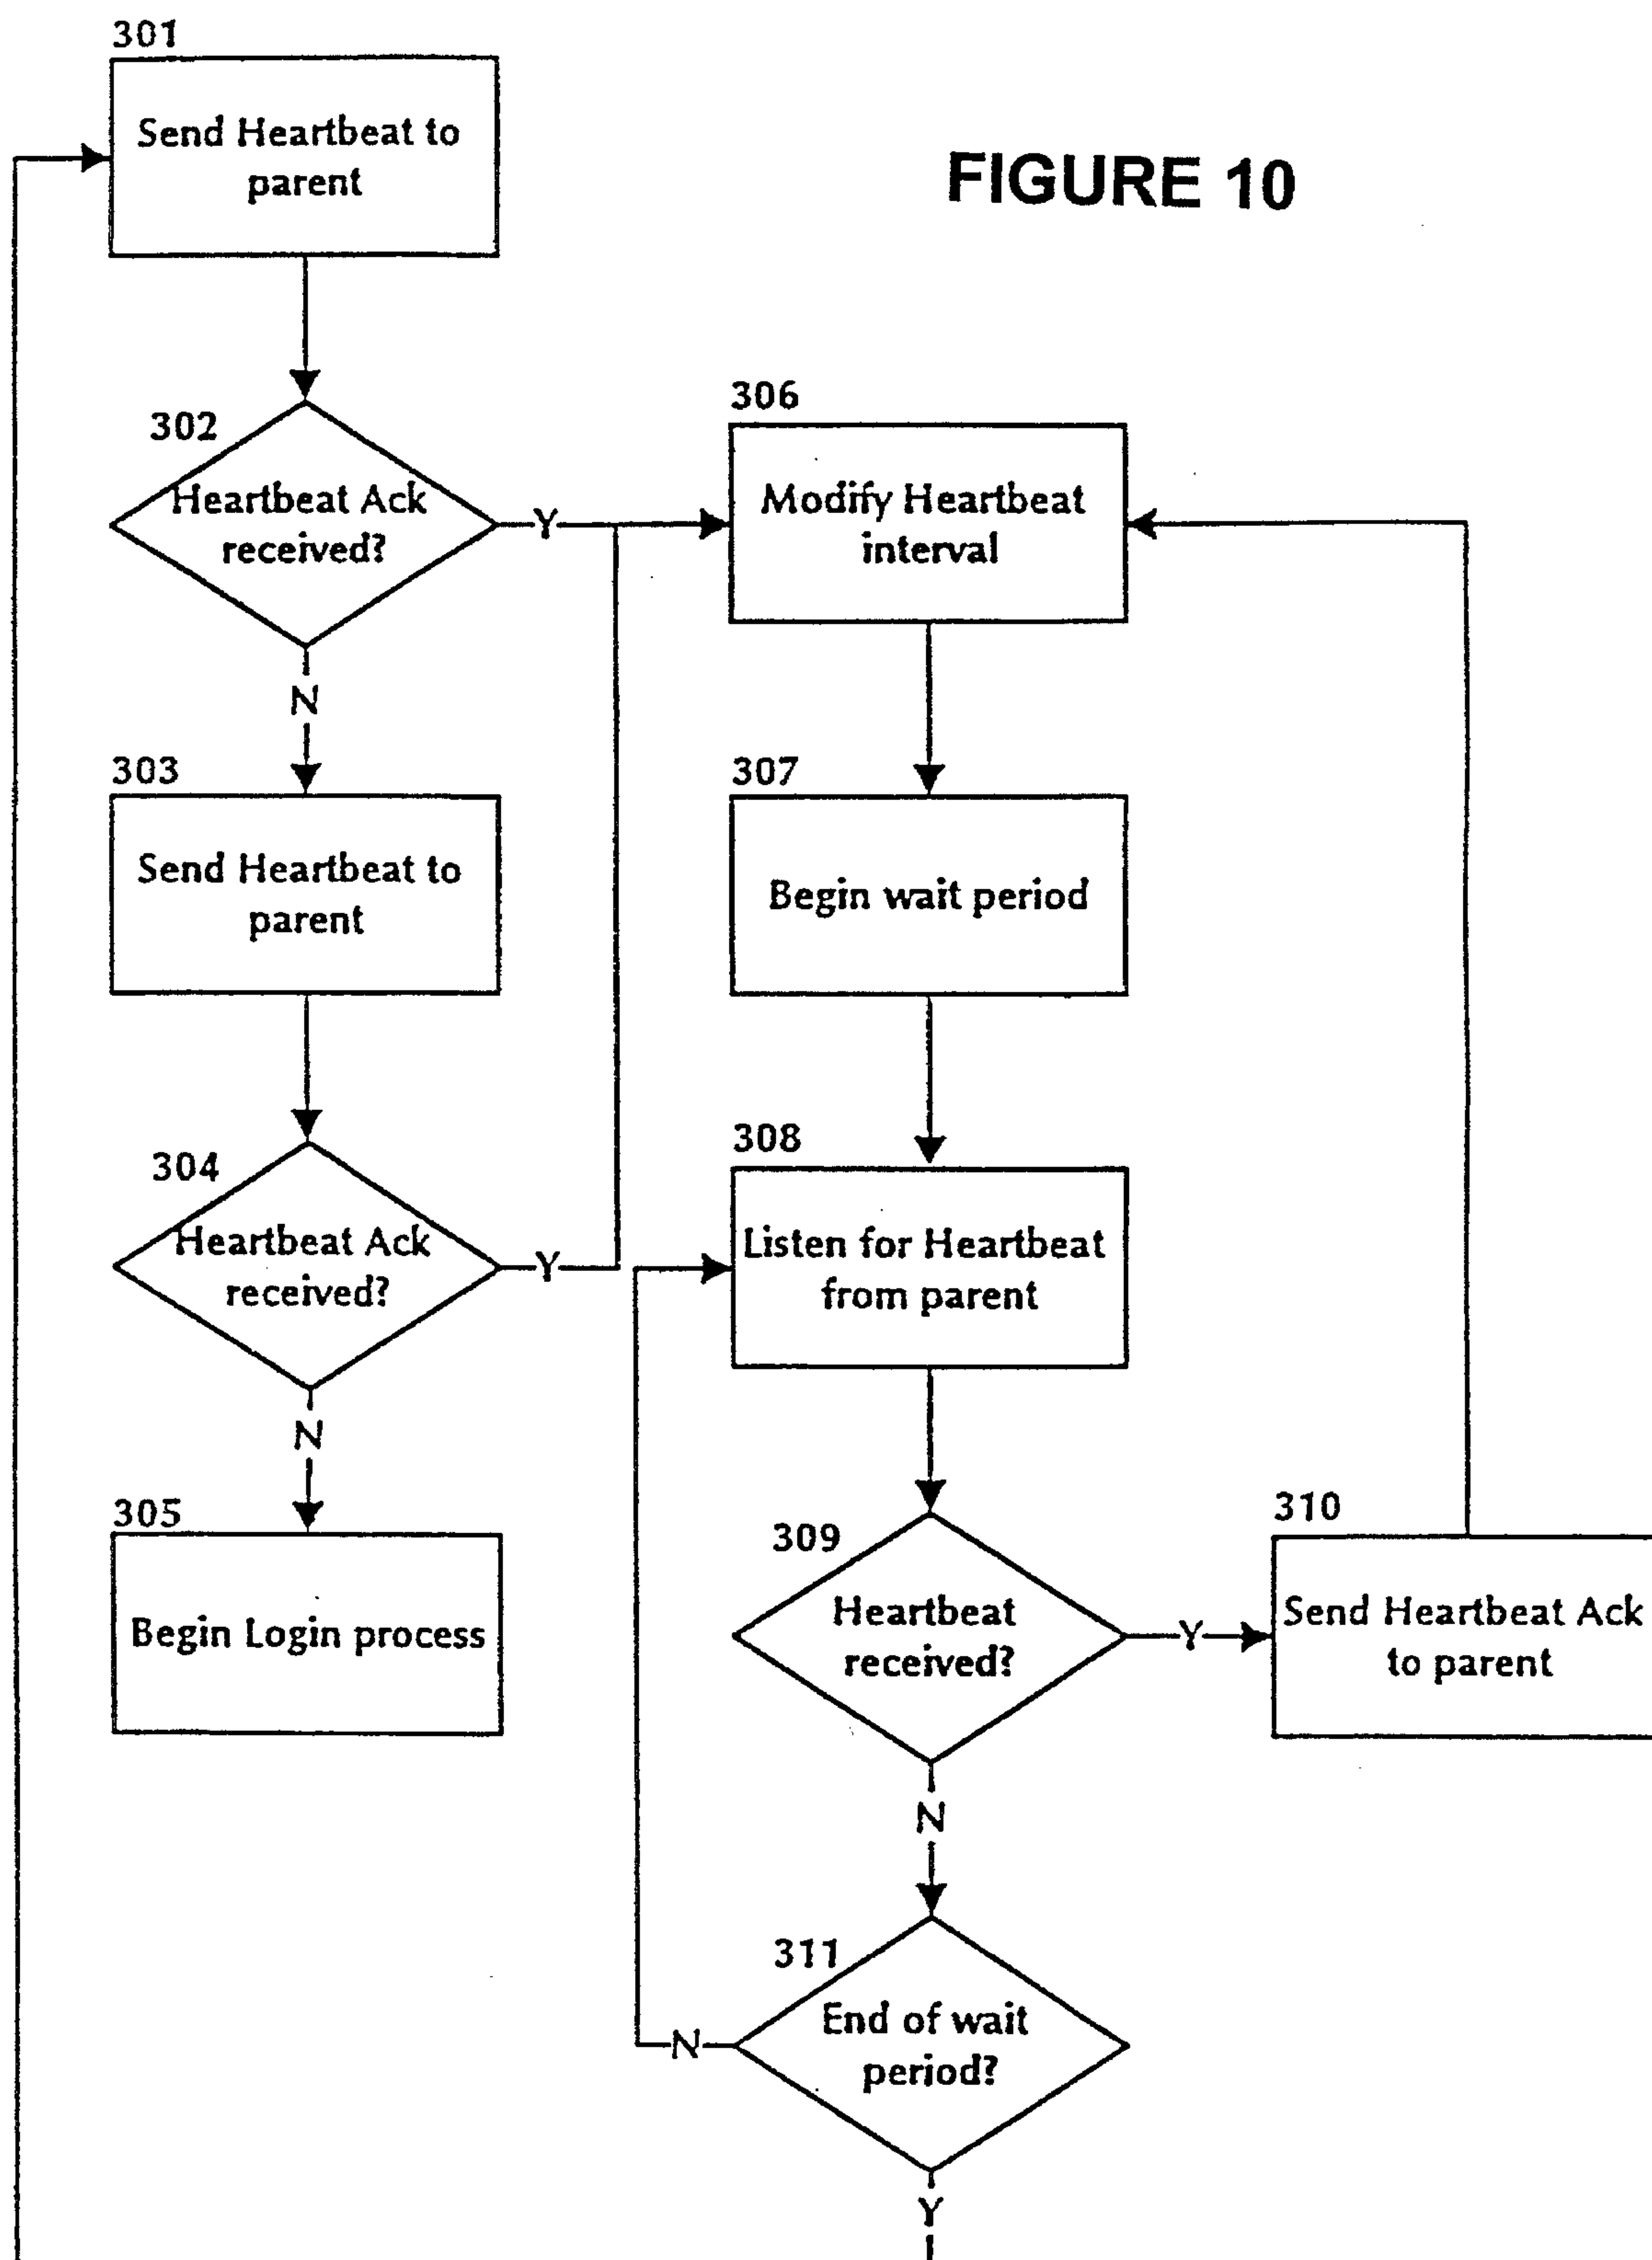 301
Send Heartbeat to
parent
FIGURE 10
302
Heartbeat Ack
received?
Y
N
306
Modify Heartbeat
interval
303
Send Heartbeat to
parent
307
Begin wait period
304
Heartbeat Ack
received?
Y
N
308
Listen for Heartbeat
from parent
305
Begin Login process
309
Heartbeat
received?
Y
N
310
Send Heartbeat Ack
to parent
311
End of wait
period?
N
Y